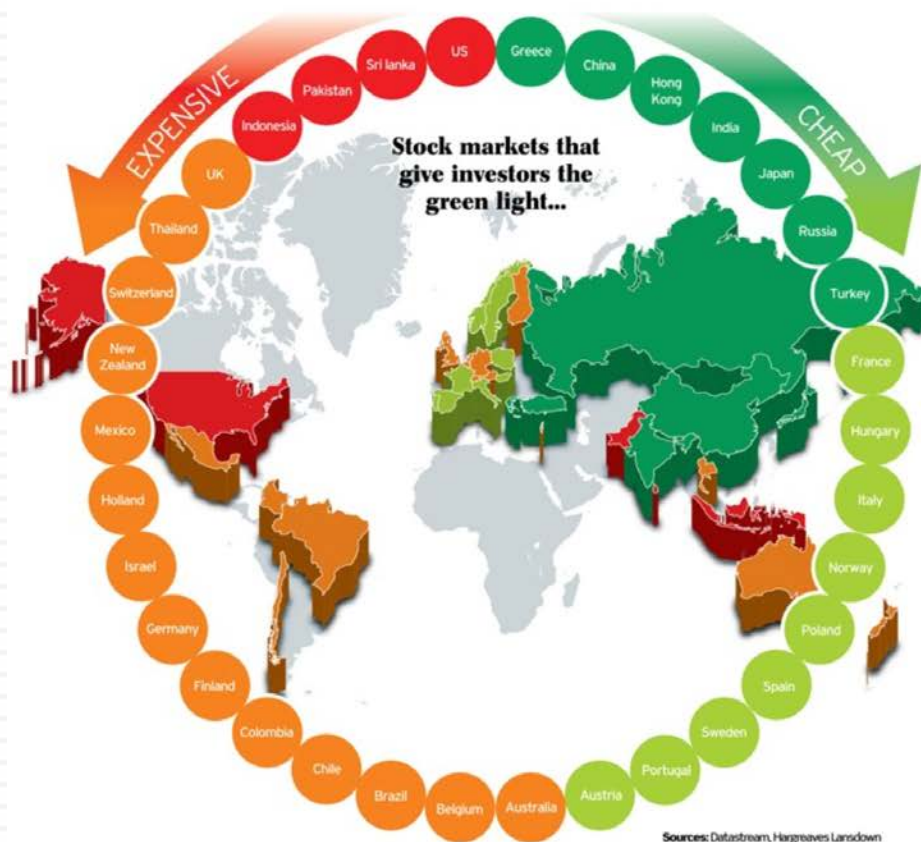 EXPENSIVE
CHEAP
Stock markets that
give investors the
green light...
US
Greece
China
Hong
Kong
India
Japan
Russia
Turkey
France
Hungary
Italy
Norway
Poland
Spain
Sweden
Portugal
Austria
Australia
Belgium
Brazil
Chile
Colombia
Finland
Germany
Israel
Holland
Mexico
New
Zealand
Switzerland
Thailand
UK
Indonesia
Pakistan
Sri lanka
Sources: Datastream, Hargreaves Lansdown